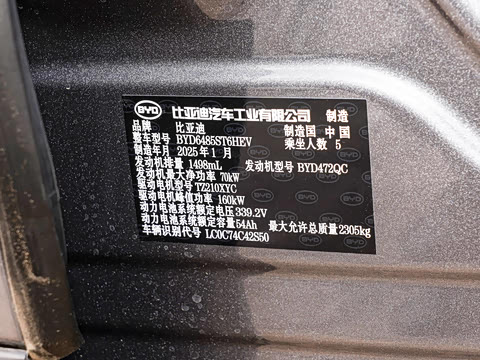 BYD 比亚迪汽车工业有限公司 制造
品牌 比亚迪 制造国 中国
整车型号 BYD6485ST6HEV 乘坐人数 5
制造年月 2025年1月
发动机排量 1498mL 发动机型号 BYD472QC
发动机最大净功率 70kW
驱动电机型号 TZ210XYC
驱动电机峰值功率 160kW
动力电池系统额定电压 339.2V
动力电池系统额定容量 54Ah 最大允许总质量 2305kg
车辆识别代号 LC0C74C42S50